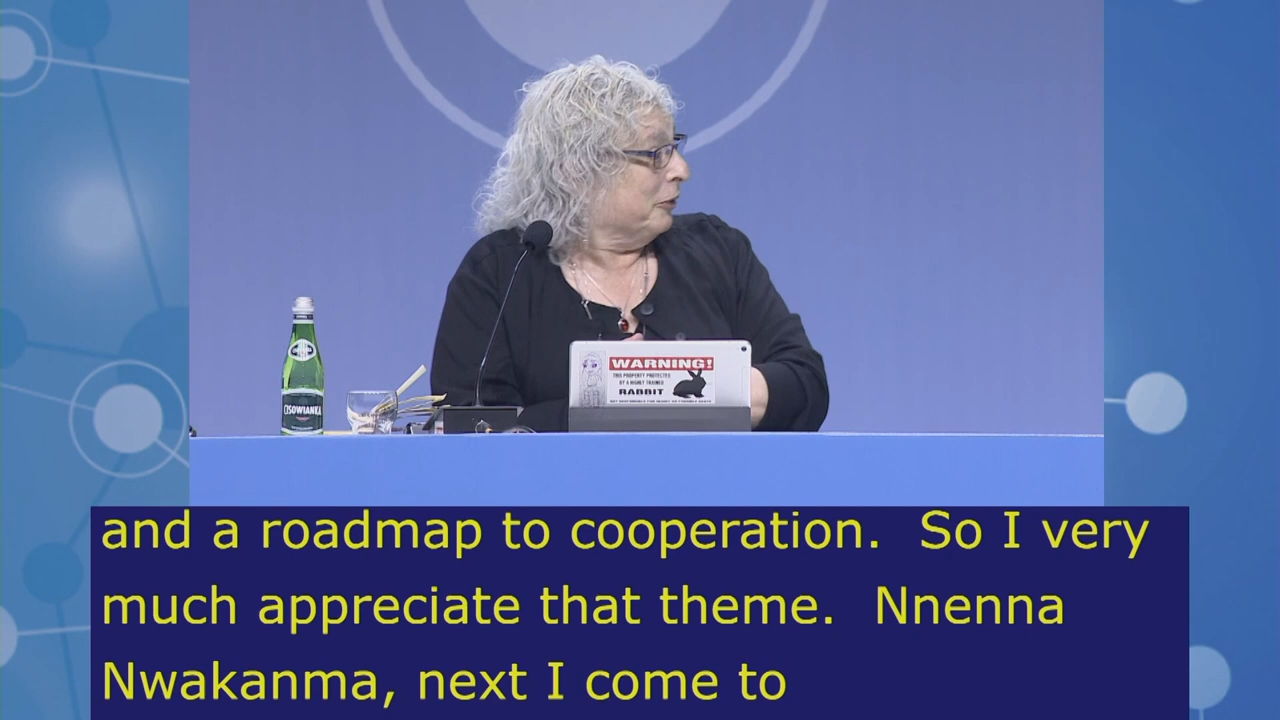 WARNING!
THIS PROPERTY PROTECTED
BY A HIGHLY TRAINED
RABBIT
CISOWIANKA
and a roadmap to cooperation.  So I very
much appreciate that theme.  Nnenna
Nwakanma, next I come to